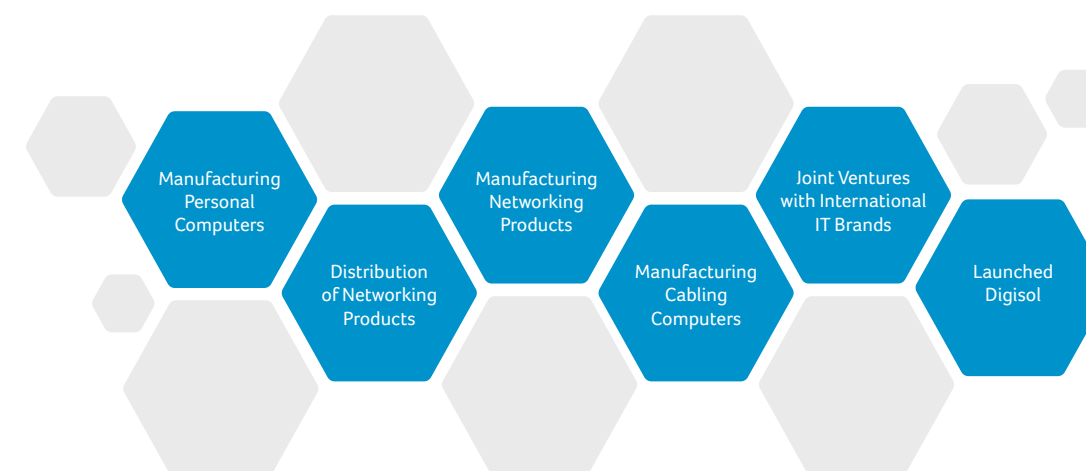 Manufacturing
Personal
Computers
Distribution
of Networking
Products
Manufacturing
Networking
Products
Manufacturing
Cabling
Computers
Joint Ventures
with International
IT Brands
Launched
Digisol